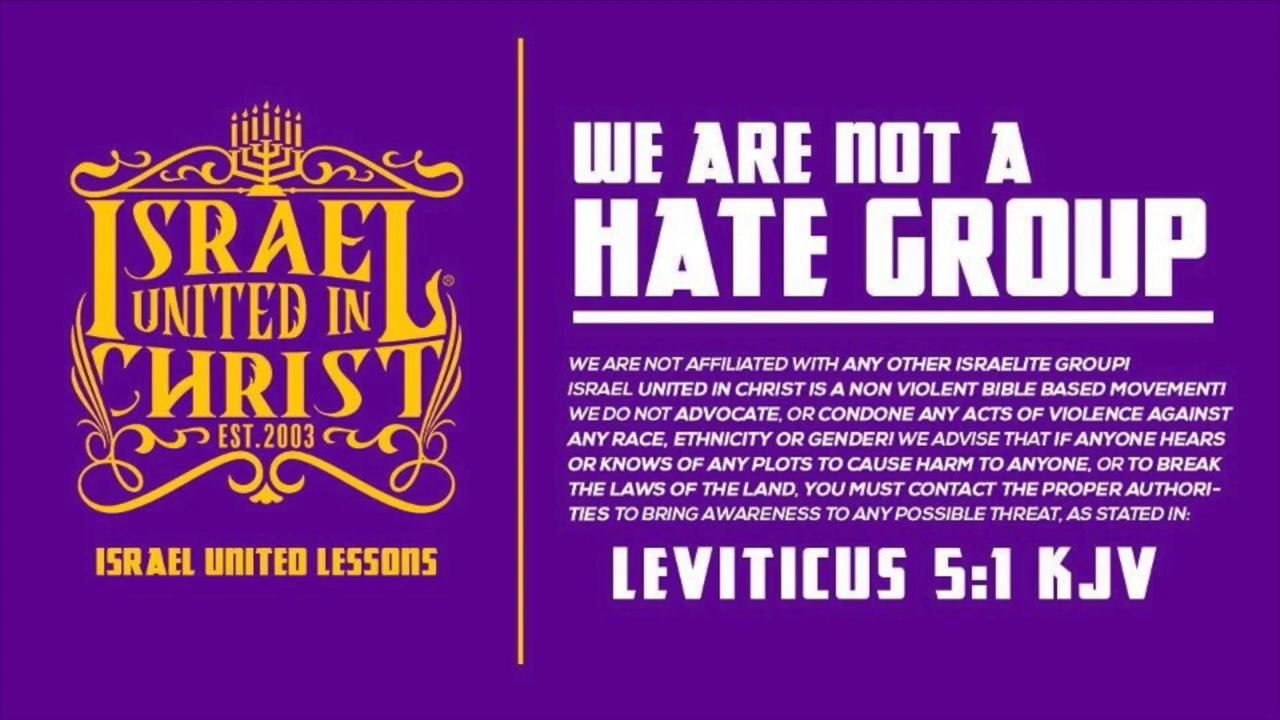 ISRAEL
UNITED IN
CHRIST
EST.2003
ISRAEL UNITED LESSONS
WE ARE NOT A
HATE GROUP
WE ARE NOT AFFILIATED WITH ANY OTHER ISRAELITE GROUP!
ISRAEL UNITED IN CHRIST IS A NON VIOLENT BIBLE BASED MOVEMENT!
WE DO NOT ADVOCATE, OR CONDONE ANY ACTS OF VIOLENCE AGAINST
ANY RACE, ETHNICITY OR GENDER! WE ADVISE THAT IF ANYONE HEARS
OR KNOWS OF ANY PLOTS TO CAUSE HARM TO ANYONE, OR TO BREAK
THE LAWS OF THE LAND, YOU MUST CONTACT THE PROPER AUTHORI-
TIES TO BRING AWARENESS TO ANY POSSIBLE THREAT, AS STATED IN:
LEVITICUS 5:1 KJV